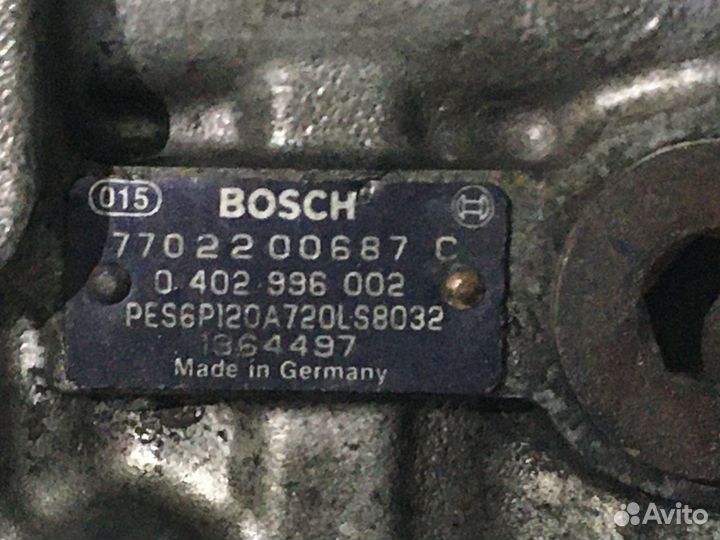 015 BOSCH
7702200687 C
0 402 996 002
PES6P120A720LS8032
1364497
Made in Germany
Avito